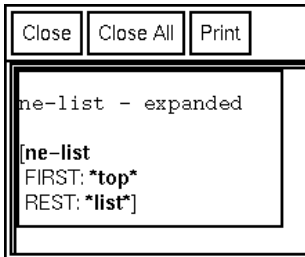 Close Close All Print
ne-list - expanded
[ne-list
FIRST: *top*
REST: *list*]